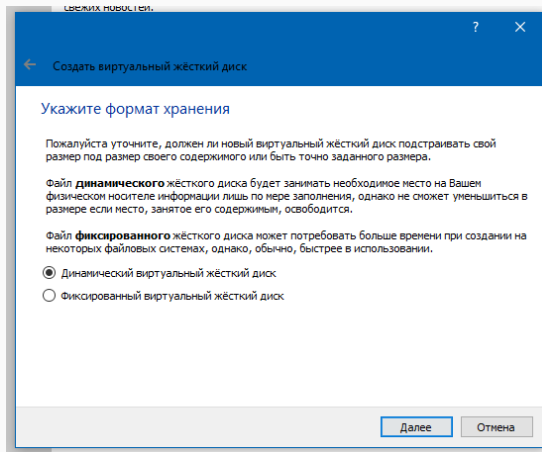 свежих новостей.
?
Создать виртуальный жёсткий диск
Укажите формат хранения
Пожалуйста уточните, должен ли новый виртуальный жёсткий диск подстраивать свой
размер под размер своего содержимого или быть точно заданного размера.
Файл динамического жёсткого диска будет занимать необходимое место на Вашем
физическом носителе информации лишь по мере заполнения, однако не сможет уменьшиться в
размере если место, занятое его содержимым, освободится.
Файл фиксированного жёсткого диска может потребовать больше времени при создании на
некоторых файловых системах, однако, обычно, быстрее в использовании.
Динамический виртуальный жёсткий диск
Фиксированный виртуальный жёсткий диск
Далее
Отмена